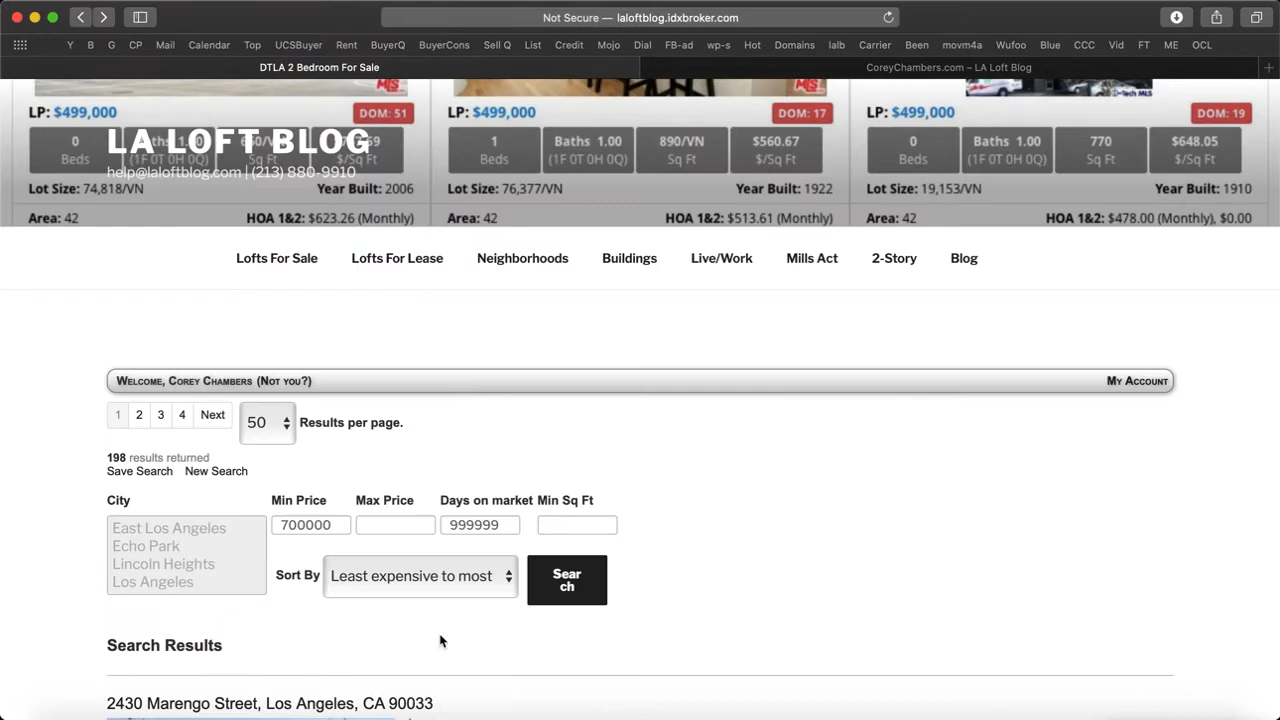 Not Secure — laloftblog.idxbroker.com
Y B G CP Mail Calendar Top UCSBuyer Rent BuyerQ BuyerCons Sell Q List Credit Mojo Dial FB-ad wp-s Hot Domains lalb Carrier Been movm4a Wufoo Blue CCC Vid FT ME OCL
DTLA 2 Bedroom For Sale CoreyChambers.com – LA Loft Blog
LP: $499,000 DOM: 51 LP: $499,000 DOM: 17 LP: $499,000 DOM: 19
LA LOFT BLOG
help@laloftblog.com | (213) 880-9910
0 Baths 1.00 1 Baths 1.00 890/VN $560.67 0 Baths 1.00 770 $648.05
Beds (1F 0T 0H 0Q) Sq Ft $/Sq Ft Beds (1F 0T 0H 0Q) Sq Ft $/Sq Ft Beds (1F 0T 0H 0Q) Sq Ft $/Sq Ft
Lot Size: 74,818/VN Year Built: 2006 Lot Size: 76,377/VN Year Built: 1922 Lot Size: 19,153/VN Year Built: 1910
Area: 42 HOA 1&2: $623.26 (Monthly) Area: 42 HOA 1&2: $513.61 (Monthly) Area: 42 HOA 1&2: $478.00 (Monthly), $0.00
Lofts For Sale Lofts For Lease Neighborhoods Buildings Live/Work Mills Act 2-Story Blog
Welcome, Corey Chambers (Not you?) My Account
1 2 3 4 Next 50 Results per page.
198 results returned
Save Search New Search
City Min Price Max Price Days on market Min Sq Ft
700000 999999
East Los Angeles
Echo Park
Lincoln Heights
Los Angeles
Sort By Least expensive to most Sear
ch
Search Results
2430 Marengo Street, Los Angeles, CA 90033